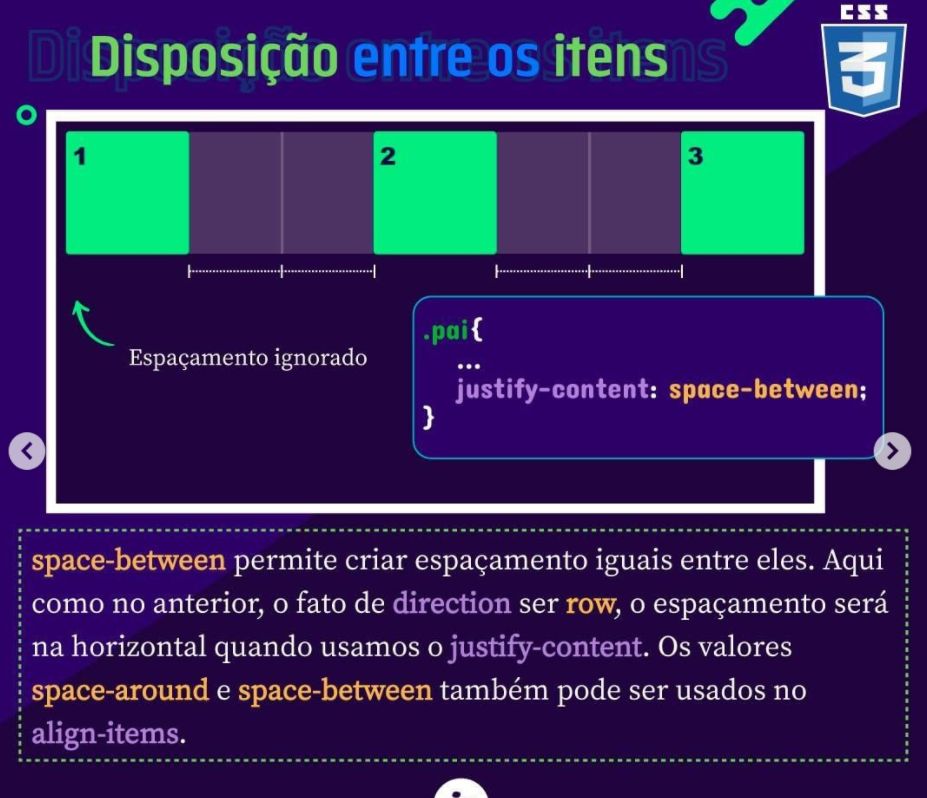 CSS
Disposição entre os itens
1
2
3
Espaçamento ignorado
.pai{
...
justify-content: space-between;
}
space-between permite criar espaçamento iguais entre eles. Aqui
como no anterior, o fato de direction ser row, o espaçamento será
na horizontal quando usamos o justify-content. Os valores
space-around e space-between também pode ser usados no
align-items.